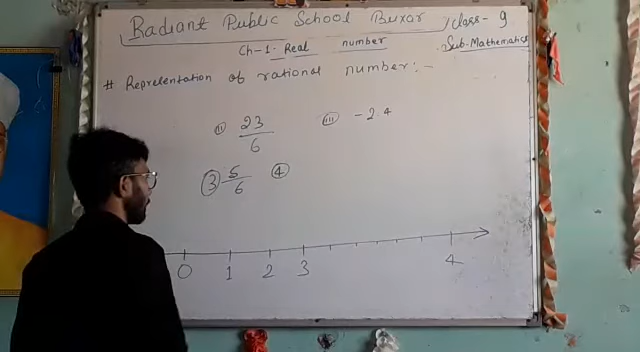 Radiant Public School Buxar / class - 9
Ch-1. Real number . Sub-Mathematics
# Representation of rational number :-
(ii) 23/6 (iii) -2.4
(3) 5/6 (4)
0 1 2 3 4